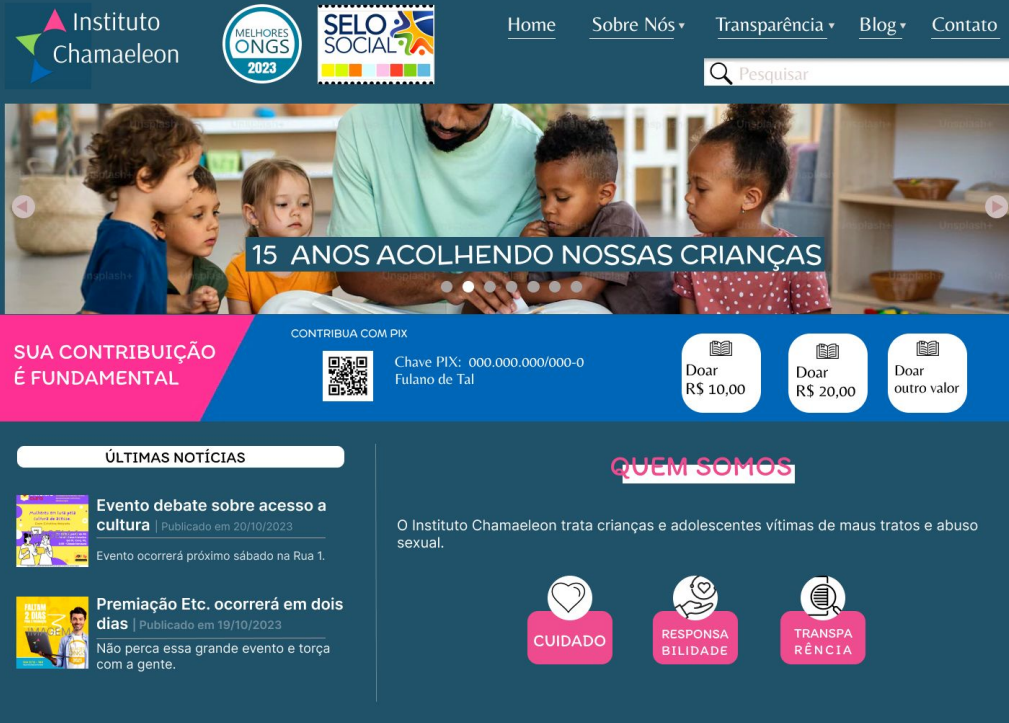 Instituto
Chamaeleon
MELHORES
ONGS
2023
SELO
SOCIAL
Home
Sobre Nós
Transparência
Blog
Contato
Pesquisar
Unsplash+
15 ANOS ACOLHENDO NOSSAS CRIANÇAS
SUA CONTRIBUIÇÃO
É FUNDAMENTAL
CONTRIBUA COM PIX
Chave PIX: 000.000.000/000-0
Fulano de Tal
Doar
R$ 10,00
Doar
R$ 20,00
Doar
outro valor
ÚLTIMAS NOTÍCIAS
Evento debate sobre acesso a
cultura | Publicado em 20/10/2023
Evento ocorrerá próximo sábado na Rua 1.
FALTAM
2 DIAS
IMAGEM
Premiação Etc. ocorrerá em dois
dias | Publicado em 19/10/2023
Não perca essa grande evento e torça
com a gente.
QUEM SOMOS
O Instituto Chamaeleon trata crianças e adolescentes vítimas de maus tratos e abuso
sexual.
CUIDADO
RESPONSA
BILIDADE
TRANSPA
RÊNCIA